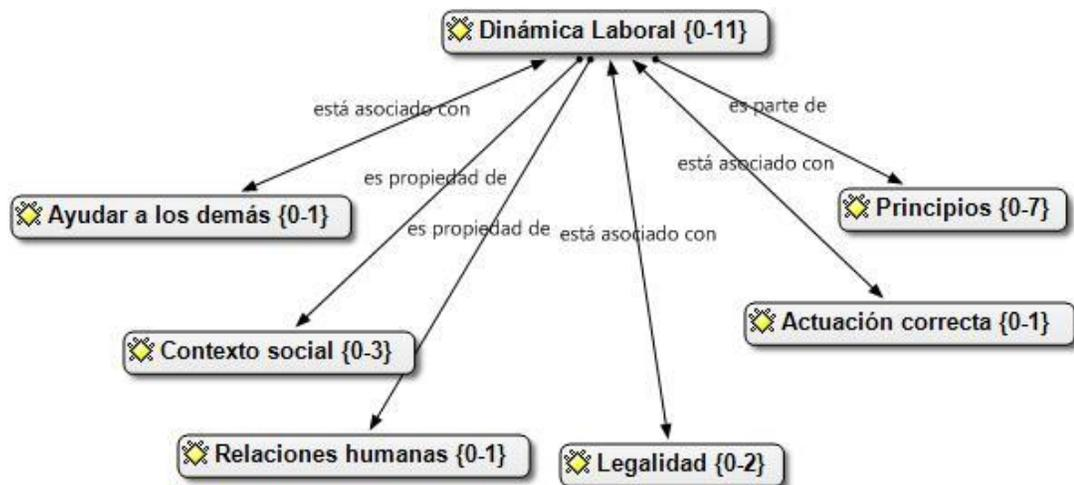 Dinámica Laboral {0-11}
está asociado con
es parte de
está asociado con
es propiedad de
Ayudar a los demás {0-1}
Principios {0-7}
es propiedad de
está asociado con
Actuación correcta {0-1}
Contexto social {0-3}
Relaciones humanas {0-1}
Legalidad {0-2}